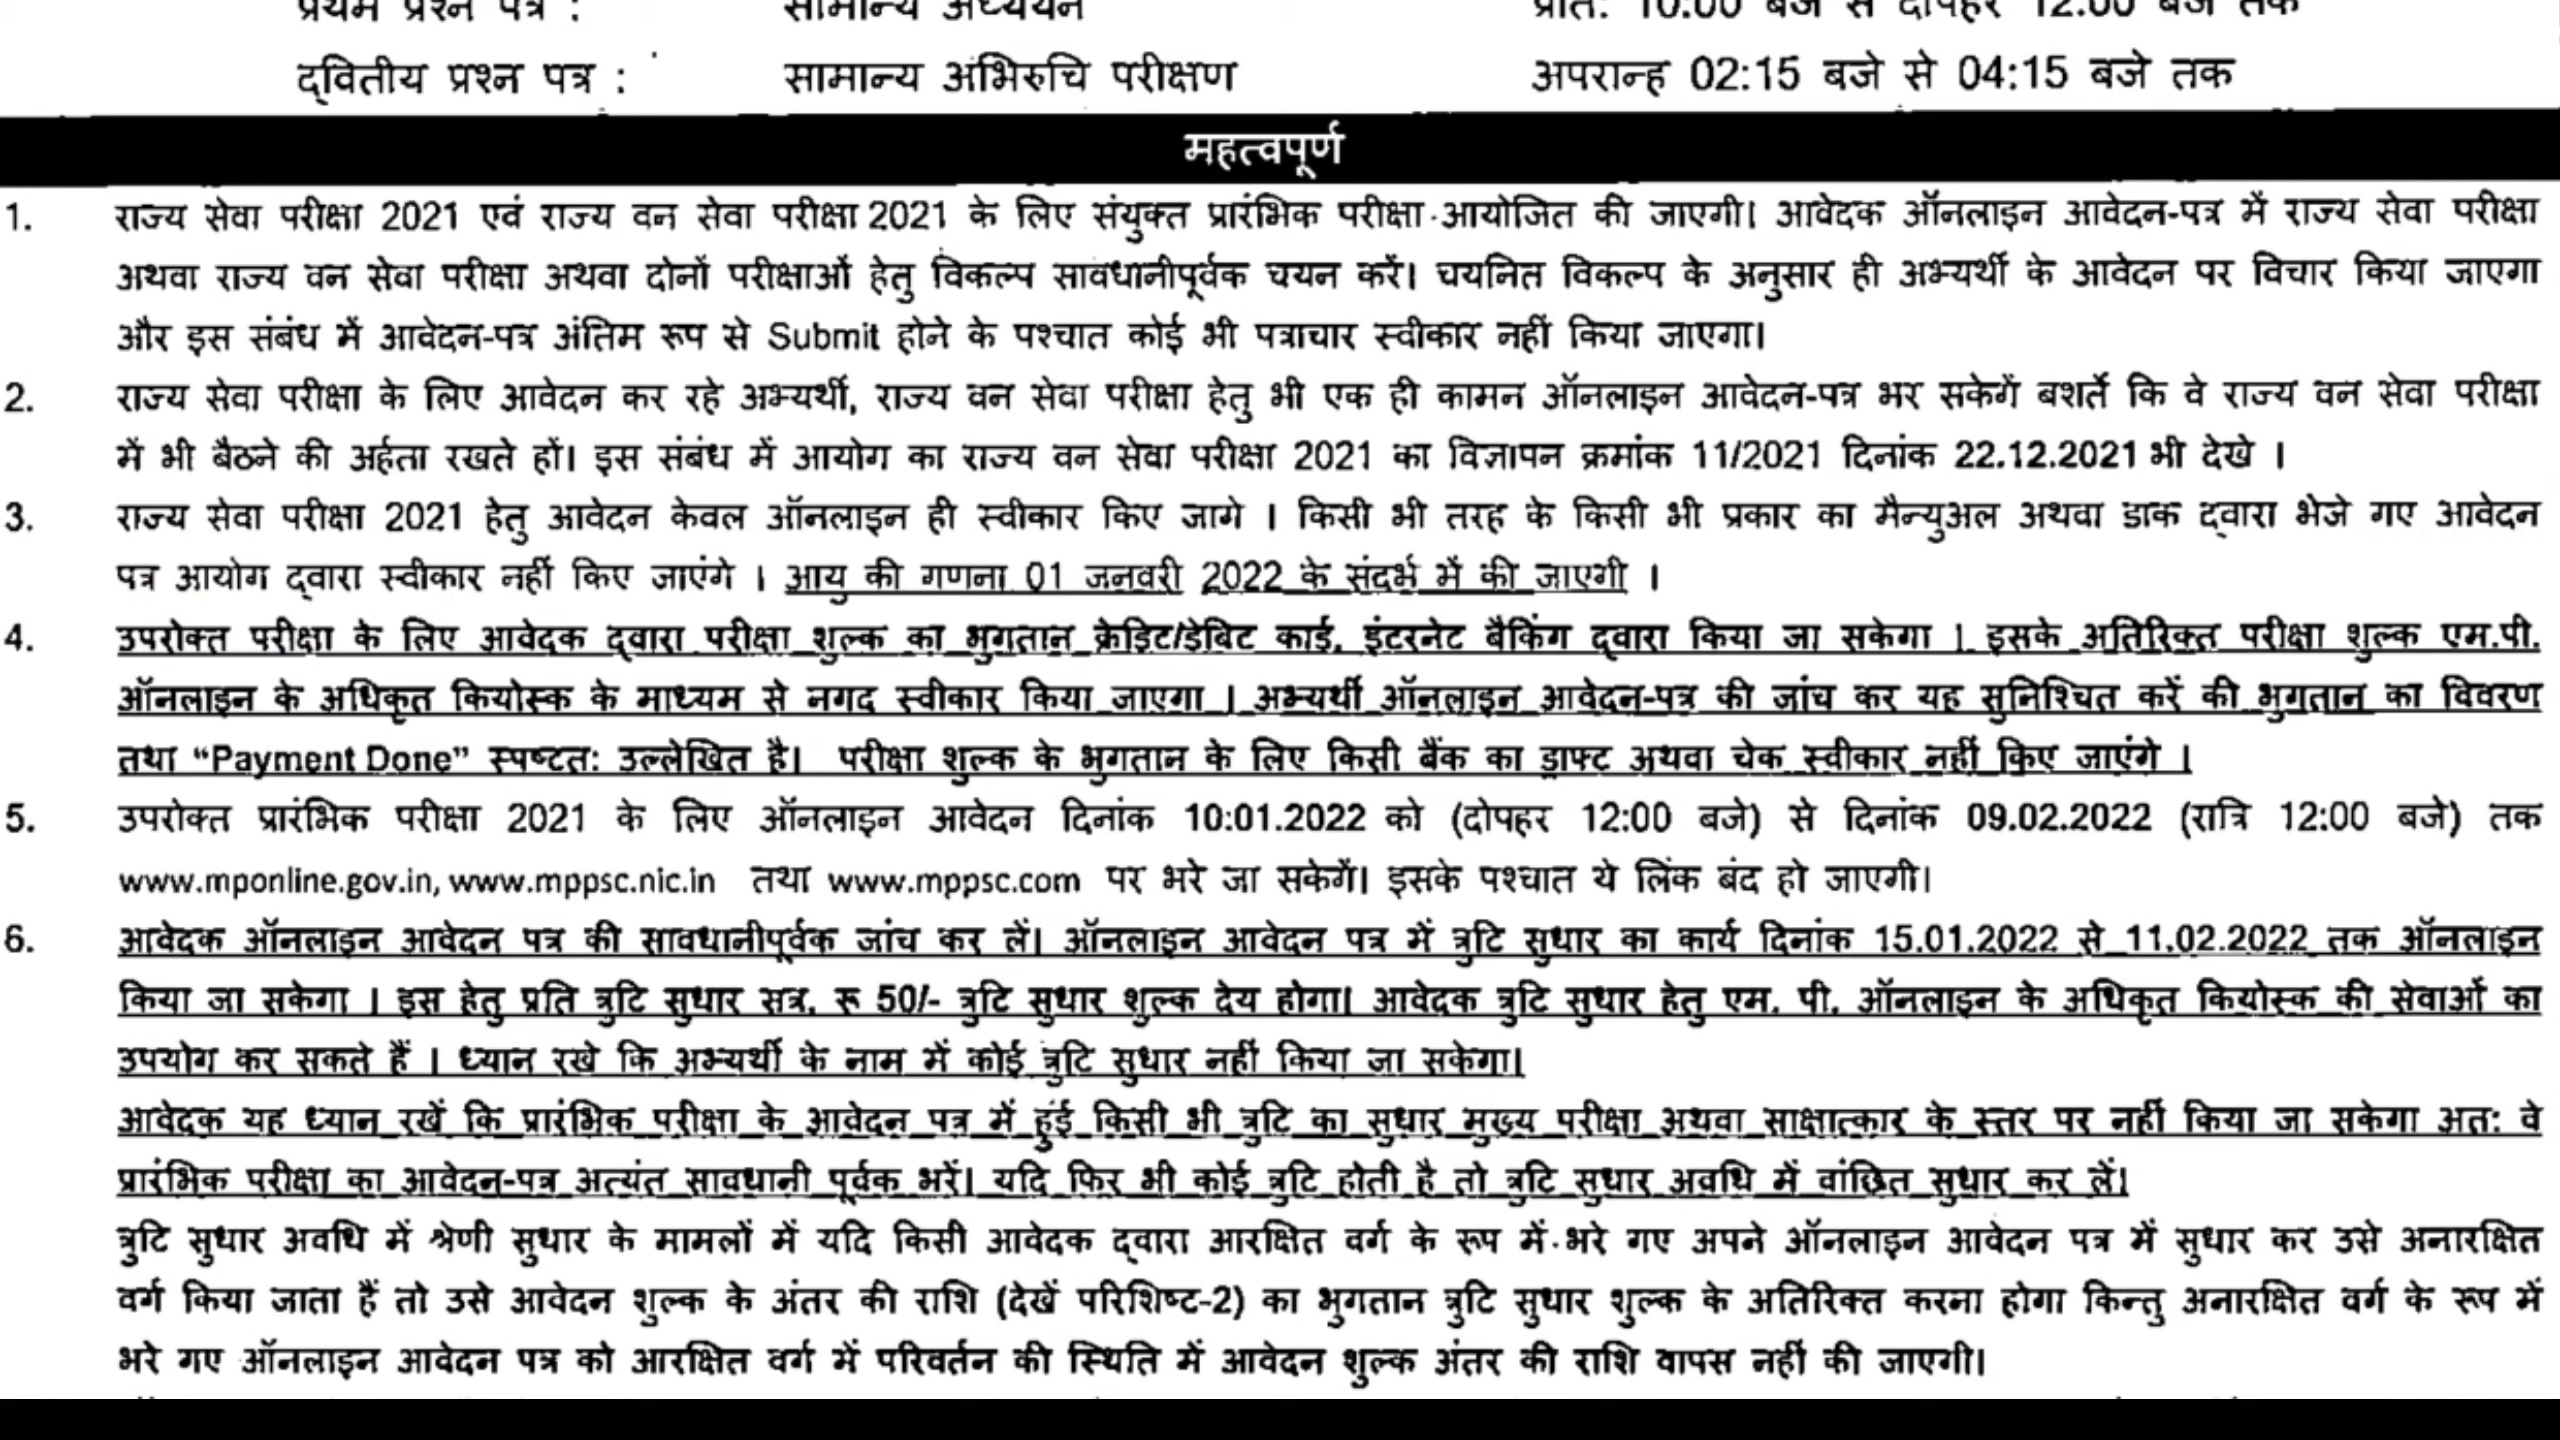 प्रथम प्रश्न पत्र : सामान्य अध्ययन प्रात: 10:00 बजे से दोपहर 12:00 बजे तक
द्वितीय प्रश्न पत्र : सामान्य अभिरुचि परीक्षण अपरान्ह 02:15 बजे से 04:15 बजे तक
महत्वपूर्ण
1. राज्य सेवा परीक्षा 2021 एवं राज्य वन सेवा परीक्षा 2021 के लिए संयुक्त प्रारंभिक परीक्षा आयोजित की जाएगी। आवेदक ऑनलाइन आवेदन-पत्र में राज्य सेवा परीक्षा
अथवा राज्य वन सेवा परीक्षा अथवा दोनों परीक्षाओं हेतु विकल्प सावधानीपूर्वक चयन करें। चयनित विकल्प के अनुसार ही अभ्यर्थी के आवेदन पर विचार किया जाएगा
और इस संबंध में आवेदन-पत्र अंतिम रूप से Submit होने के पश्चात कोई भी पत्राचार स्वीकार नहीं किया जाएगा।
2. राज्य सेवा परीक्षा के लिए आवेदन कर रहे अभ्यर्थी, राज्य वन सेवा परीक्षा हेतु भी एक ही कामन ऑनलाइन आवेदन-पत्र भर सकेगें बशर्ते कि वे राज्य वन सेवा परीक्षा
में भी बैठने की अर्हता रखते हों। इस संबंध में आयोग का राज्य वन सेवा परीक्षा 2021 का विज्ञापन क्रमांक 11/2021 दिनांक 22.12.2021 भी देखे ।
3. राज्य सेवा परीक्षा 2021 हेतु आवेदन केवल ऑनलाइन ही स्वीकार किए जागे । किसी भी तरह के किसी भी प्रकार का मैन्युअल अथवा डाक द्वारा भेजे गए आवेदन
पत्र आयोग द्वारा स्वीकार नहीं किए जाएंगे । आयु की गणना 01 जनवरी 2022 के संदर्भ में की जाएगी ।
4. उपरोक्त परीक्षा के लिए आवेदक द्वारा परीक्षा शुल्क का भुगतान क्रेडिट/डेबिट कार्ड, इंटरनेट बैकिंग द्वारा किया जा सकेगा । इसके अतिरिक्त परीक्षा शुल्क एम.पी.
ऑनलाइन के अधिकृत कियोस्क के माध्यम से नगद स्वीकार किया जाएगा । अभ्यर्थी ऑनलाइन आवेदन-पत्र की जांच कर यह सुनिश्चित करें की भुगतान का विवरण
तथा “Payment Done” स्पष्टत: उल्लेखित है। परीक्षा शुल्क के भुगतान के लिए किसी बैंक का ड्राफ्ट अथवा चेक स्वीकार नहीं किए जाएंगे ।
5. उपरोक्त प्रारंभिक परीक्षा 2021 के लिए ऑनलाइन आवेदन दिनांक 10:01.2022 को (दोपहर 12:00 बजे) से दिनांक 09.02.2022 (रात्रि 12:00 बजे) तक
www.mponline.gov.in, www.mppsc.nic.in तथा www.mppsc.com पर भरे जा सकेगें। इसके पश्चात ये लिंक बंद हो जाएगी।
6. आवेदक ऑनलाइन आवेदन पत्र की सावधानीपूर्वक जांच कर लें। ऑनलाइन आवेदन पत्र में त्रुटि सुधार का कार्य दिनांक 15.01.2022 से 11.02.2022 तक ऑनलाइन
किया जा सकेगा । इस हेतु प्रति त्रुटि सुधार सत्र, रू 50/- त्रुटि सुधार शुल्क देय होगा। आवेदक त्रुटि सुधार हेतु एम. पी. ऑनलाइन के अधिकृत कियोस्क की सेवाओं का
उपयोग कर सकते हैं । ध्यान रखे कि अभ्यर्थी के नाम में कोई त्रुटि सुधार नहीं किया जा सकेगा।
आवेदक यह ध्यान रखें कि प्रारंभिक परीक्षा के आवेदन पत्र में हुई किसी भी त्रुटि का सुधार मुख्य परीक्षा अथवा साक्षात्कार के स्तर पर नहीं किया जा सकेगा अत: वे
प्रारंभिक परीक्षा का आवेदन-पत्र अत्यंत सावधानी पूर्वक भरें। यदि फिर भी कोई त्रुटि होती है तो त्रुटि सुधार अवधि में वांछित सुधार कर लें।
त्रुटि सुधार अवधि में श्रेणी सुधार के मामलों में यदि किसी आवेदक द्वारा आरक्षित वर्ग के रूप में भरे गए अपने ऑनलाइन आवेदन पत्र में सुधार कर उसे अनारक्षित
वर्ग किया जाता हैं तो उसे आवेदन शुल्क के अंतर की राशि (देखें परिशिष्ट-2) का भुगतान त्रुटि सुधार शुल्क के अतिरिक्त करना होगा किन्तु अनारक्षित वर्ग के रूप में
भरे गए ऑनलाइन आवेदन पत्र को आरक्षित वर्ग में परिवर्तन की स्थिति में आवेदन शुल्क अंतर की राशि वापस नहीं की जाएगी।